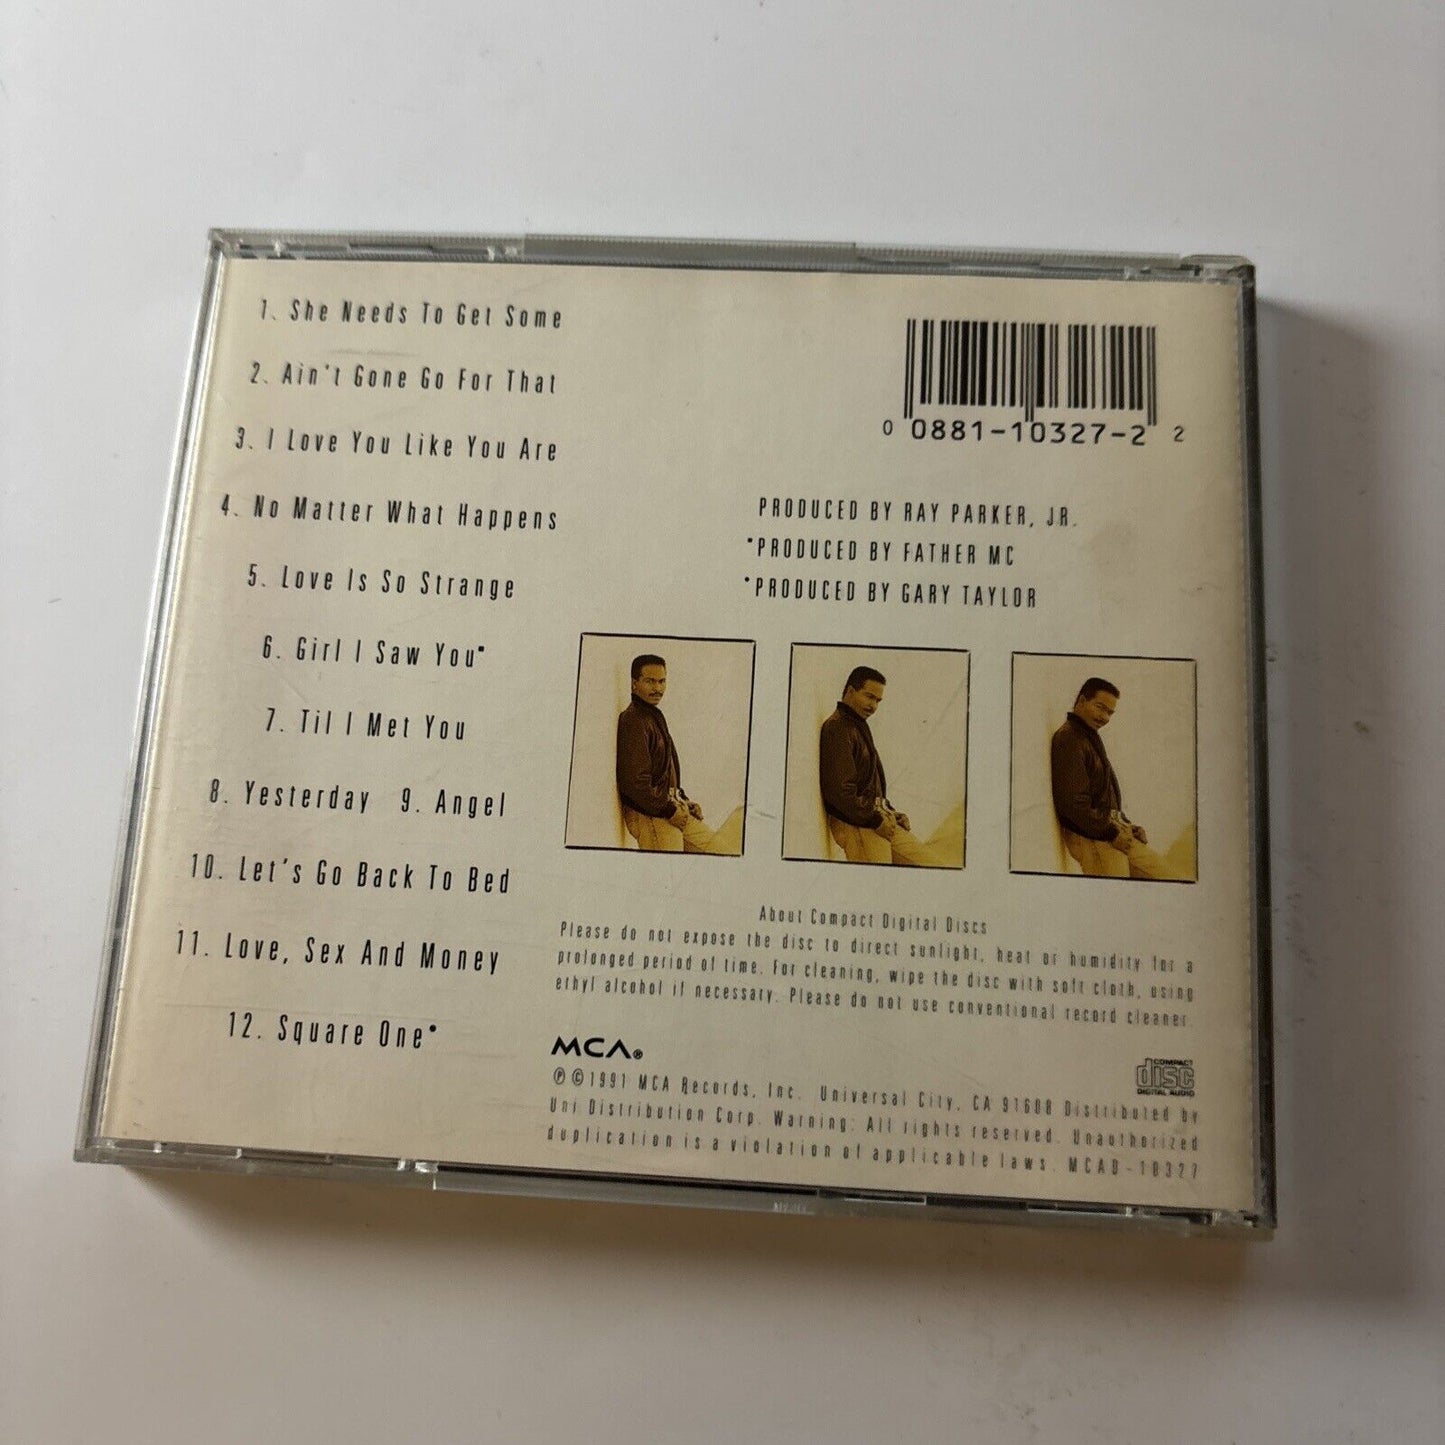 1. She Needs To Get Some
2. Ain't Gone Go For That
3. I Love You Like You Are
4. No Matter What Happens
5. Love Is So Strange
6. Girl I Saw You•
7. Til I Met You
8. Yesterday 9. Angel
10. Let's Go Back To Bed
11. Love, Sex And Money
12. Square One•
0 0881-10327-2 2
PRODUCED BY RAY PARKER, JR.
•PRODUCED BY FATHER MC
•PRODUCED BY GARY TAYLOR
About Compact Digital Discs
Please do not expose the disc to direct sunlight, heat or humidity for a
prolonged period of time. For cleaning, wipe the disc with soft cloth, using
ethyl alcohol if necessary. Please do not use conventional record cleaner.
MCA®
COMPACT
disc
DIGITAL AUDIO
℗©1991 MCA Records, Inc. Universal City, CA 91608 Distributed by
Uni Distribution Corp. Warning: All rights reserved. Unauthorized
duplication is a violation of applicable laws. MCAD-10327